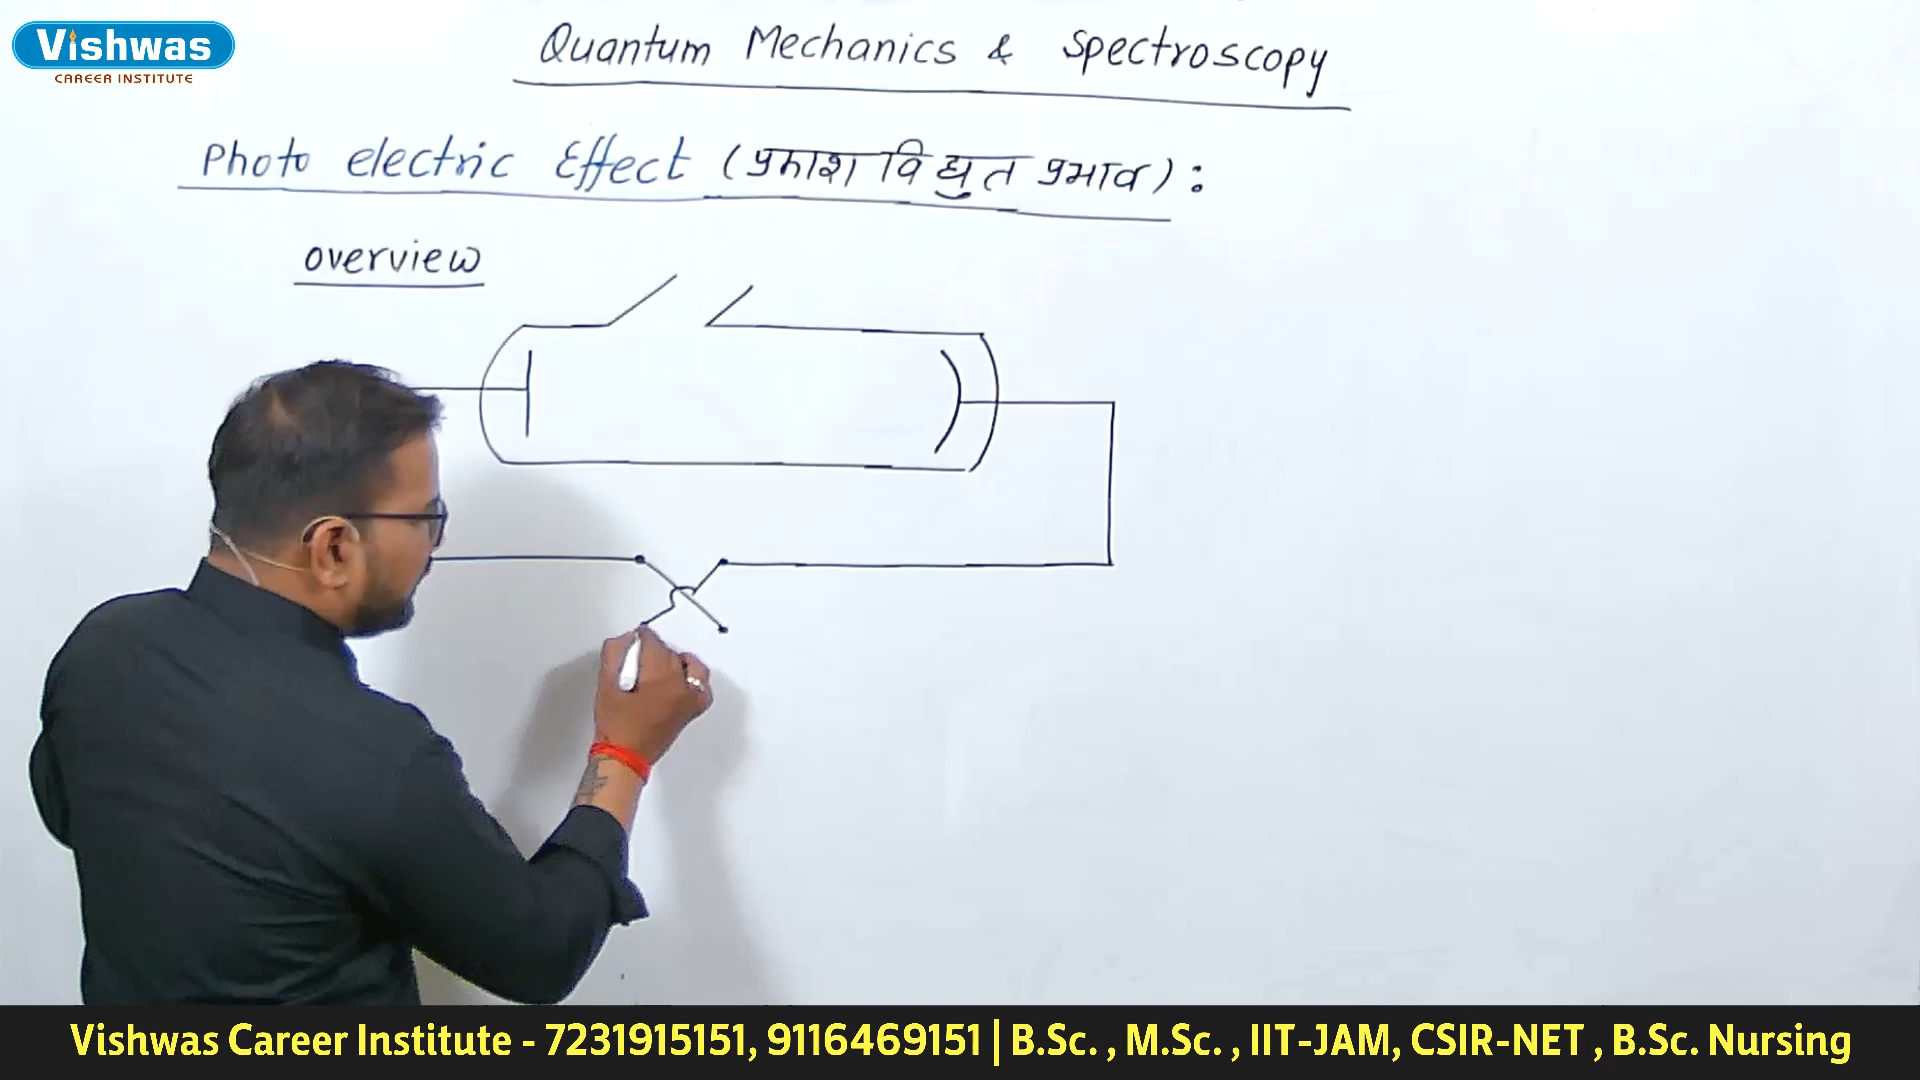 Vishwas
CAREER INSTITUTE
Quantum Mechanics & Spectroscopy
Photo electric Effect (प्रकाश विद्युत प्रभाव) :
overview
Vishwas Career Institute - 7231915151, 9116469151 | B.Sc. , M.Sc. , IIT-JAM, CSIR-NET , B.Sc. Nursing